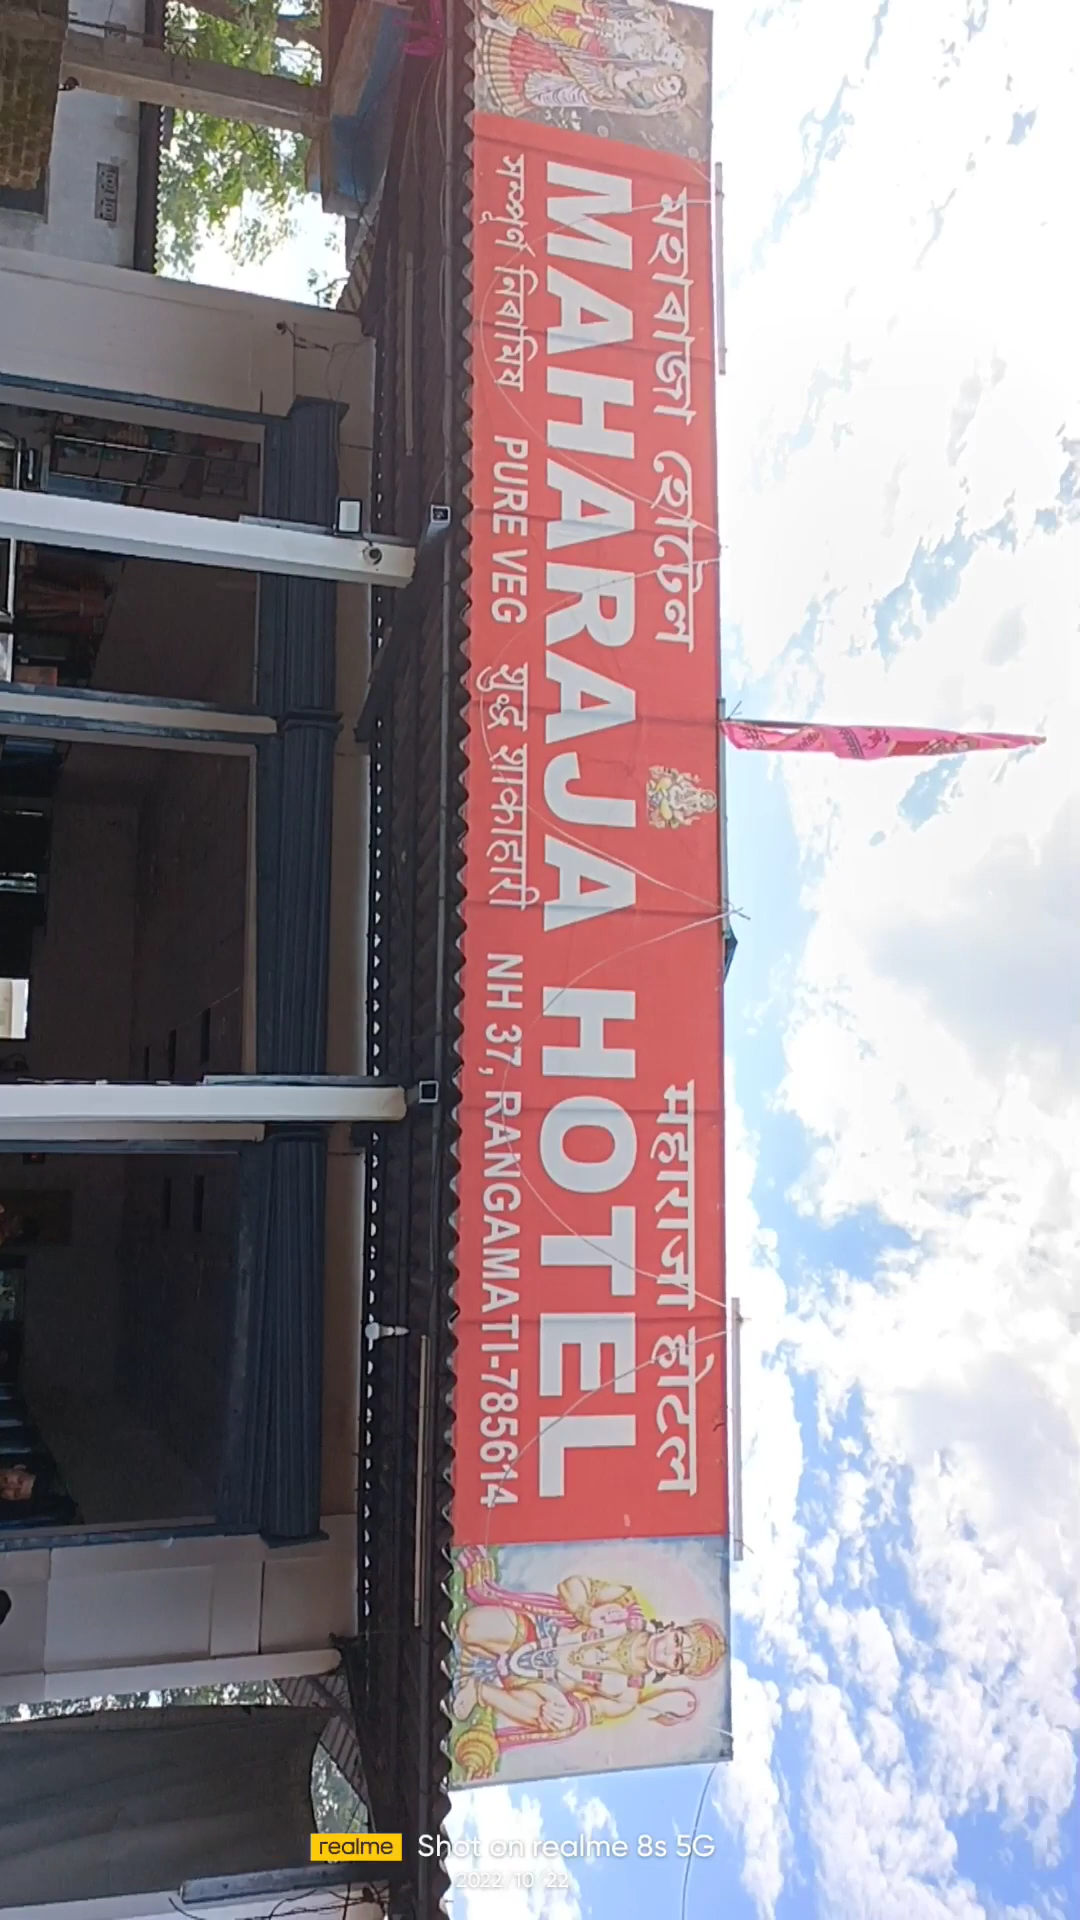 মহাৰাজা হোটেল महाराजा होटल
MAHARAJA HOTEL
সম্পূৰ্ণ নিৰামিষ PURE VEG शुद्ध शाकाहारी NH 37, RANGAMATI-785614
realme Shot on realme 8s 5G
2022/10/22